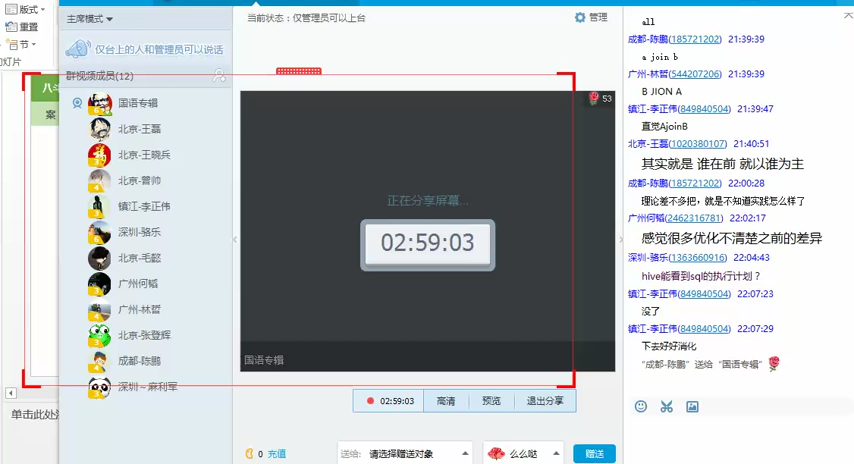 版式
重置
节
幻灯片
八斗
案
单击此处
主席模式
仅台上的人和管理员可以说话
群视频成员(12)
国语专辑
北京-王磊
北京-王晓兵
北京-曾帅
镇江-李正伟
深圳-骆乐
北京-毛懿
广州何韬
广州-林哲
北京-张登辉
成都-陈鹏
深圳～麻利军
当前状态：仅管理员可以上台
管理
53
正在分享屏幕...
02:59:03
国语专辑
02:59:03
高清
预览
退出分享
0 充值
送给: 请选择赠送对象
么么哒
赠送
all
成都-陈鹏(185721202) 21:39:39
a join b
广州-林哲(544207206) 21:39:39
B JION A
镇江-李正伟(849840504) 21:39:47
直觉AjoinB
北京-王磊(1020380107) 21:40:51
其实就是 谁在前 就以谁为主
成都-陈鹏(185721202) 22:00:28
理论差不多把，就是不知道实践怎么样了
广州何韬(2462316781) 22:02:17
感觉很多优化不清楚之前的差异
深圳-骆乐(1363660916) 22:04:43
hive能看到sql的执行计划？
镇江-李正伟(849840504) 22:07:23
没了
镇江-李正伟(849840504) 22:07:29
下去好好消化
“成都-陈鹏”送给“国语专辑”